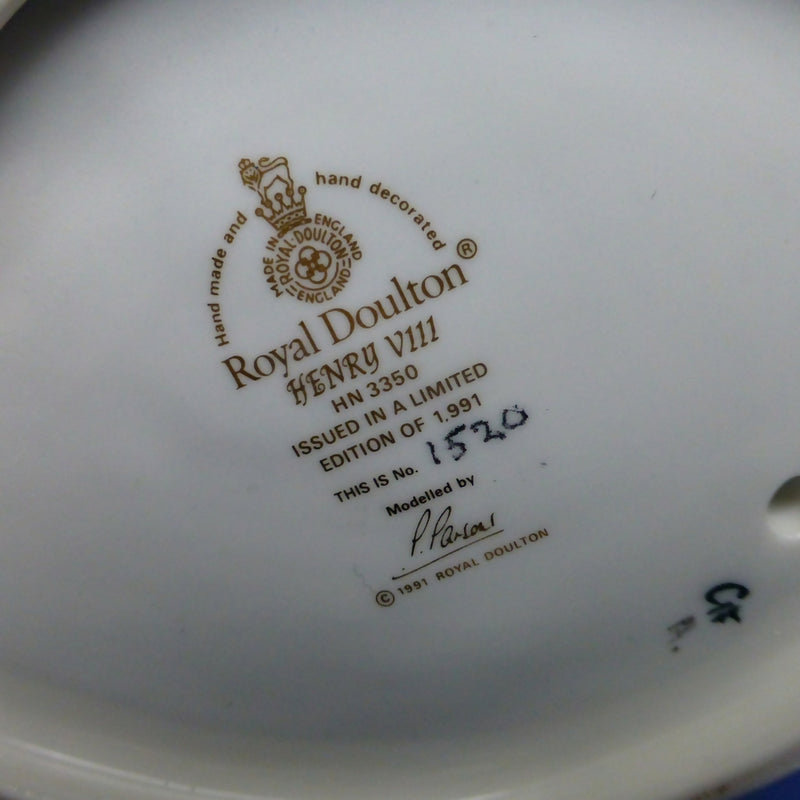 Hand made and hand decorated
MADE IN ENGLAND
ROYAL·DOULTON
ENGLAND
Royal Doulton®
HENRY VIII
HN 3350
ISSUED IN A LIMITED
EDITION OF 1,991
THIS IS No. 1520
Modelled by
P. Parsons
© 1991 ROYAL DOULTON